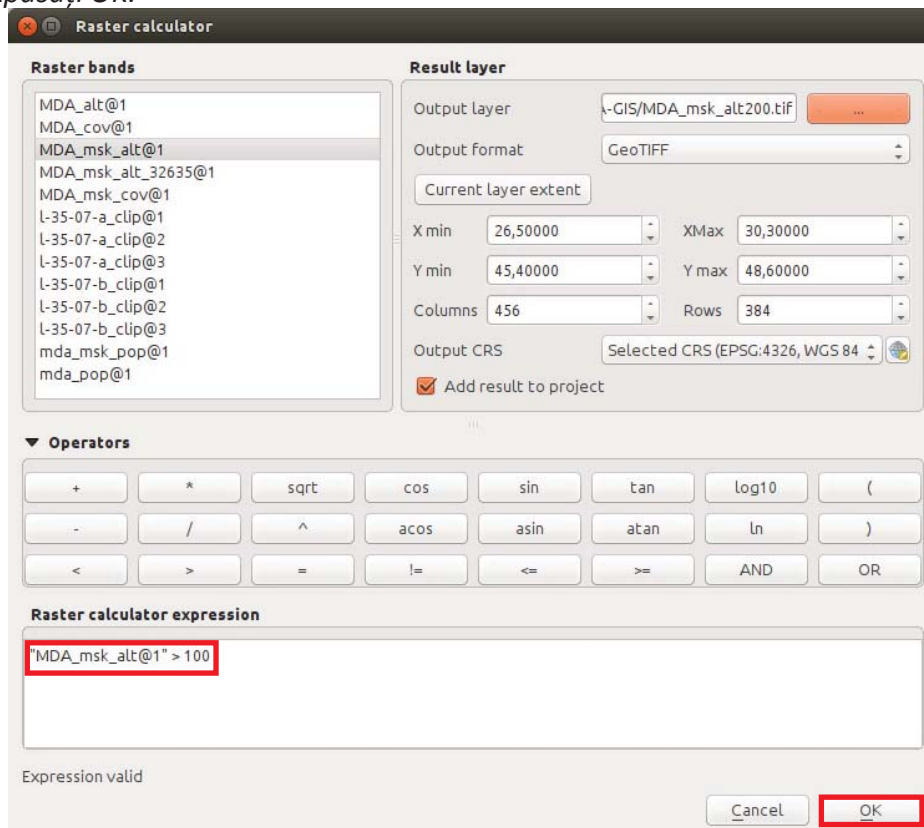 apăsați OK.
Raster calculator
Raster bands
MDA_alt@1
MDA_cov@1
MDA_msk_alt@1
MDA_msk_alt_32635@1
MDA_msk_cov@1
l-35-07-a_clip@1
l-35-07-a_clip@2
l-35-07-a_clip@3
l-35-07-b_clip@1
l-35-07-b_clip@2
l-35-07-b_clip@3
mda_msk_pop@1
mda_pop@1
Result layer
Output layer -GIS/MDA_msk_alt200.tif ...
Output format GeoTIFF
Current layer extent
X min 26,50000 XMax 30,30000
Y min 45,40000 Y max 48,60000
Columns 456 Rows 384
Output CRS Selected CRS (EPSG:4326, WGS 84
Add result to project
Operators
+ * sqrt cos sin tan log10 (
- / ^ acos asin atan ln )
< > = != <= >= AND OR
Raster calculator expression
"MDA_msk_alt@1" > 100
Expression valid
Cancel OK